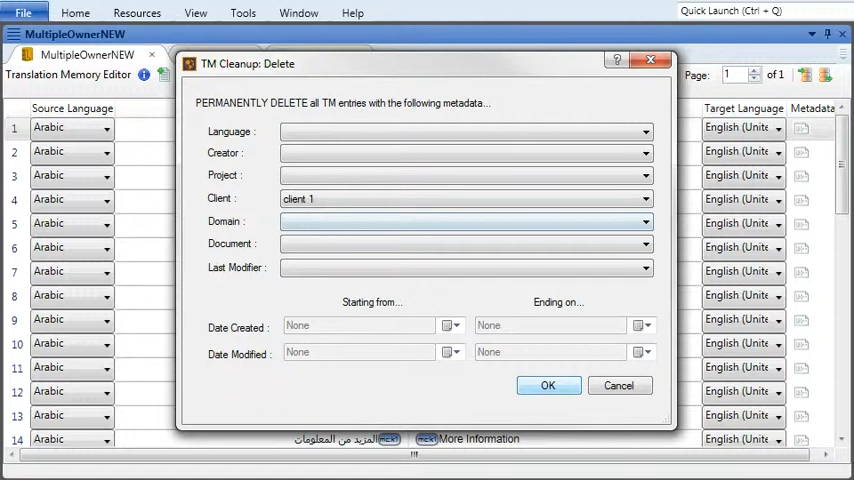 File Home Resources View Tools Window Help Quick Launch (Ctrl + Q)
MultipleOwnerNEW
MultipleOwnerNEW ×
Translation Memory Editor
Page: 1 of 1
TM Cleanup: Delete
PERMANENTLY DELETE all TM entries with the following metadata...
Language :
Creator :
Project :
Client : client 1
Domain :
Document :
Last Modifier :
Starting from... Ending on...
Date Created : None None
Date Modified : None None
OK Cancel
Source Language Target Language Metadata
1 Arabic English (Unite
2 Arabic English (Unite
3 Arabic English (Unite
4 Arabic English (Unite
5 Arabic English (Unite
6 Arabic English (Unite
7 Arabic English (Unite
8 Arabic English (Unite
9 Arabic English (Unite
10 Arabic English (Unite
11 Arabic English (Unite
12 Arabic English (Unite
13 Arabic English (Unite
14 Arabic المزيد من المعلومات mc:k1 mc:k1 More Information English (Unite